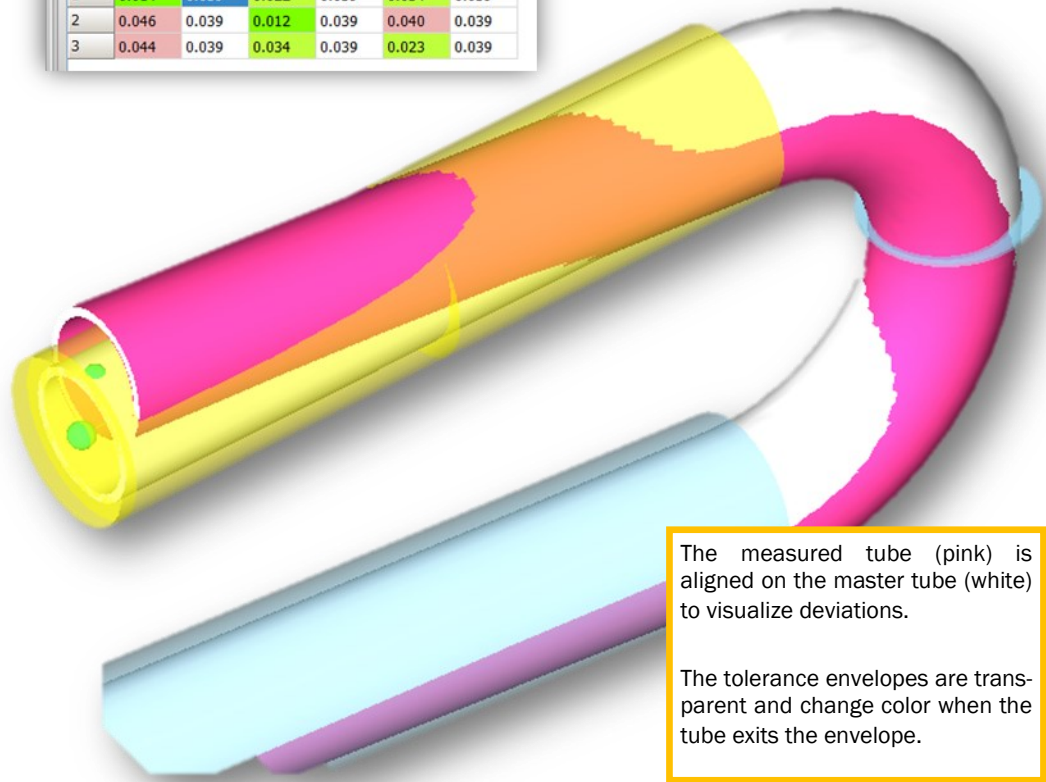 2 0.046 0.039 0.012 0.039 0.040 0.039
3 0.044 0.039 0.034 0.039 0.023 0.039
The measured tube (pink) is
aligned on the master tube (white)
to visualize deviations.
The tolerance envelopes are trans-
parent and change color when the
tube exits the envelope.